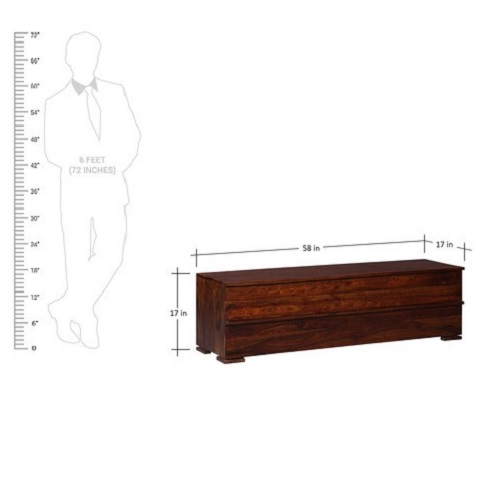 72"
66"
60"
54"
48"
42"
36"
30"
24"
18"
12"
6"
0
6 FEET
(72 INCHES)
58 in
17 in
17 in